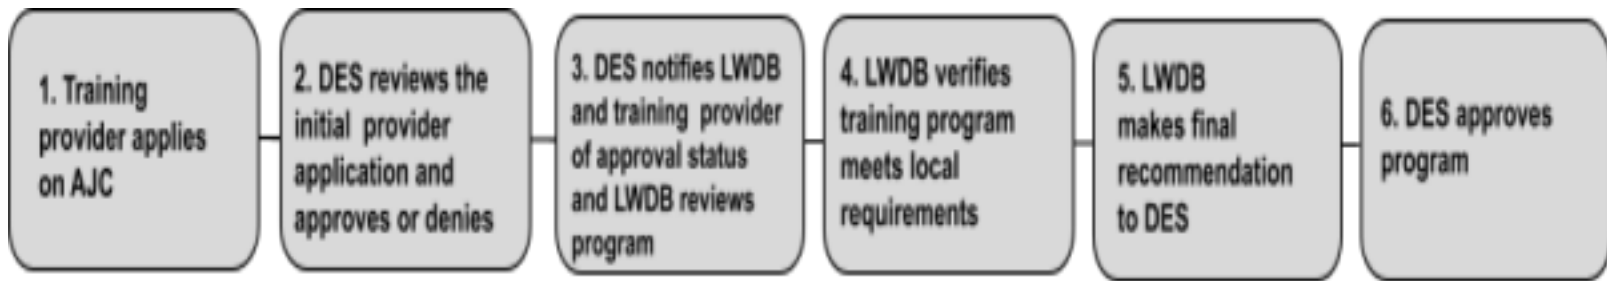 1. Training
provider applies
on AJC
2. DES reviews the
initial provider
application and
approves or denies
3. DES notifies LWDB
and training provider
of approval status
and LWDB reviews
program
4. LWDB verifies
training program
meets local
requirements
5. LWDB
makes final
recommendation
to DES
6. DES approves
program